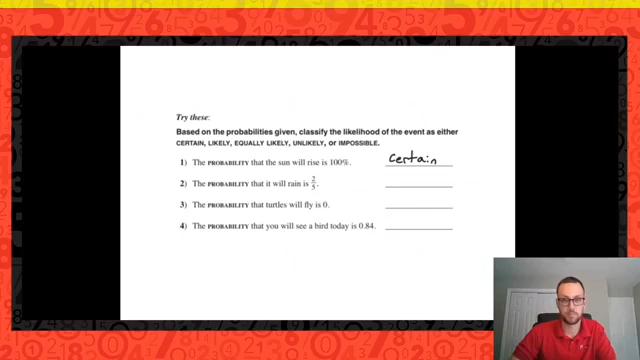 Try these:
Based on the probabilities given, classify the likelihood of the event as either
CERTAIN, LIKELY, EQUALLY LIKELY, UNLIKELY, or IMPOSSIBLE.
1) The PROBABILITY that the sun will rise is 100%. certain
2) The PROBABILITY that it will rain is 2/5.
3) The PROBABILITY that turtles will fly is 0.
4) The PROBABILITY that you will see a bird today is 0.84.